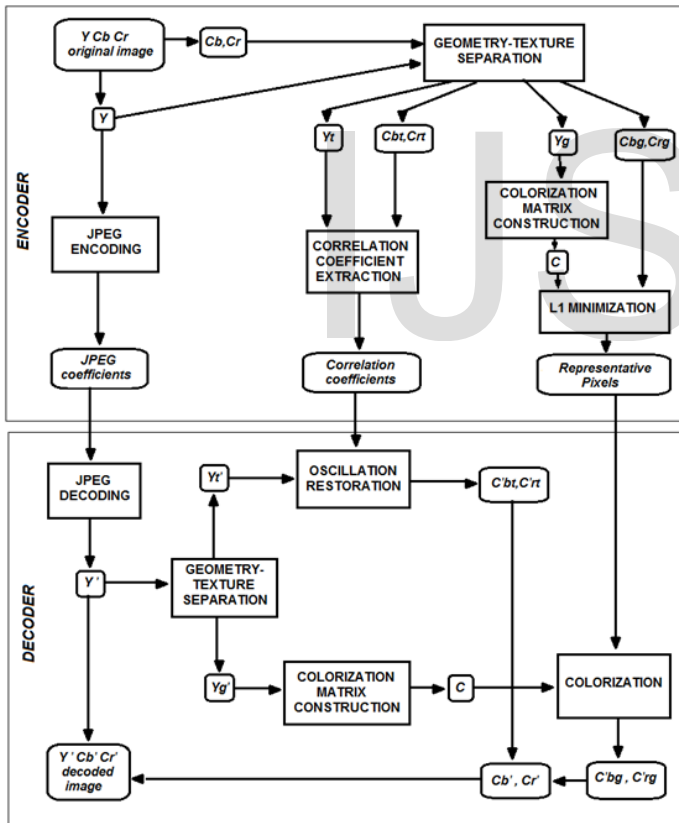 Y Cb Cr
original image
Cb,Cr
GEOMETRY-TEXTURE
SEPARATION
Y
Yt
Cbt,Crt
Yg
Cbg,Crg
ENCODER
JPEG
ENCODING
CORRELATION
COEFFICIENT
EXTRACTION
COLORIZATION
MATRIX
CONSTRUCTION
C
L1 MINIMIZATION
JPEG
coefficients
Correlation
coefficients
Representative
Pixels
IJS
DECODER
JPEG
DECODING
Yt'
OSCILLATION
RESTORATION
C'bt,C'rt
Y '
GEOMETRY-
TEXTURE
SEPARATION
Yg'
COLORIZATION
MATRIX
CONSTRUCTION
C
COLORIZATION
Y ' Cb' Cr'
decoded
image
Cb' , Cr'
C'bg , C'rg